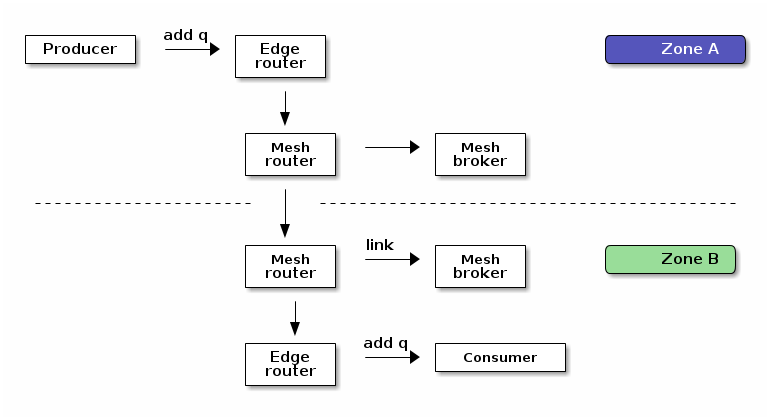 Producer
add q
Edge
router
Zone A
Mesh
router
Mesh
broker
Mesh
router
link
Mesh
broker
Zone B
Edge
router
add q
Consumer